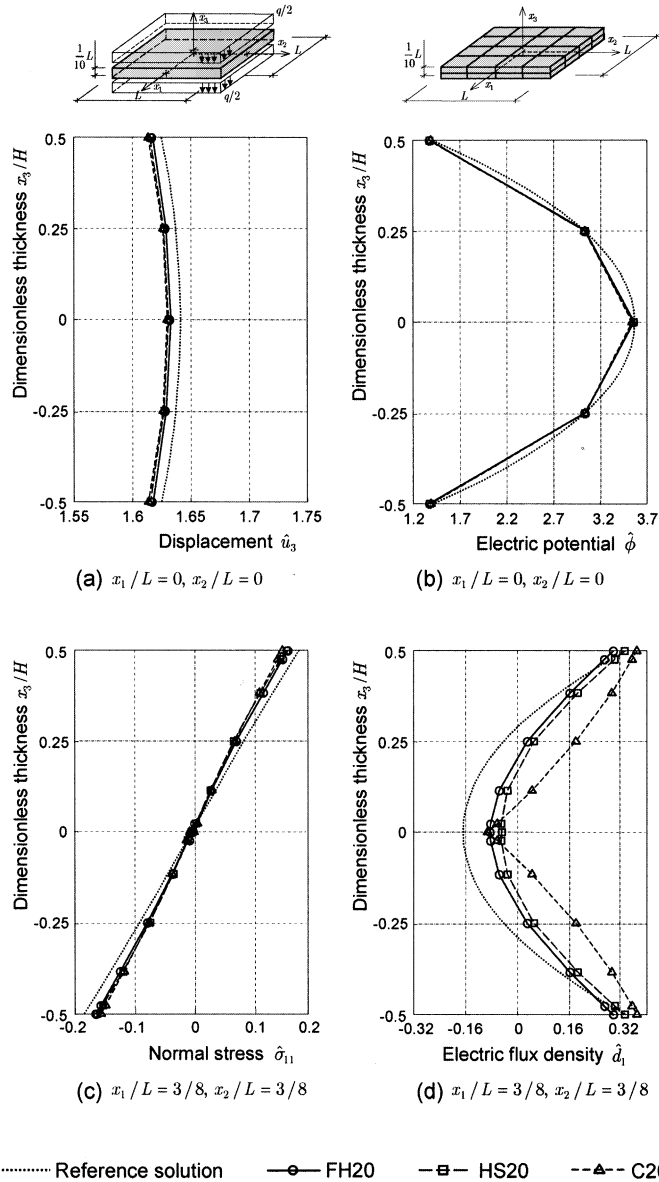 q/2
x₃
x₂
1/10 L
L
x₁
L
q/2
x₃
x₂
1/10 L
L
x₁
L
Dimensionless thickness x₃/H
0.5
0.25
0
-0.25
-0.5
1.55 1.6 1.65 1.7 1.75
Displacement û₃
(a) x₁/L = 0, x₂/L = 0
Dimensionless thickness x₃/H
0.5
0.25
0
-0.25
-0.5
1.2 1.7 2.2 2.7 3.2 3.7
Electric potential φ̂
(b) x₁/L = 0, x₂/L = 0
Dimensionless thickness x₃/H
0.5
0.25
0
-0.25
-0.5
-0.2 -0.1 0 0.1 0.2
Normal stress σ̂₁₁
(c) x₁/L = 3/8, x₂/L = 3/8
Dimensionless thickness x₃/H
0.5
0.25
0
-0.25
-0.5
-0.32 -0.16 0 0.16 0.32
Electric flux density d̂₁
(d) x₁/L = 3/8, x₂/L = 3/8
Reference solution FH20 HS20 C20